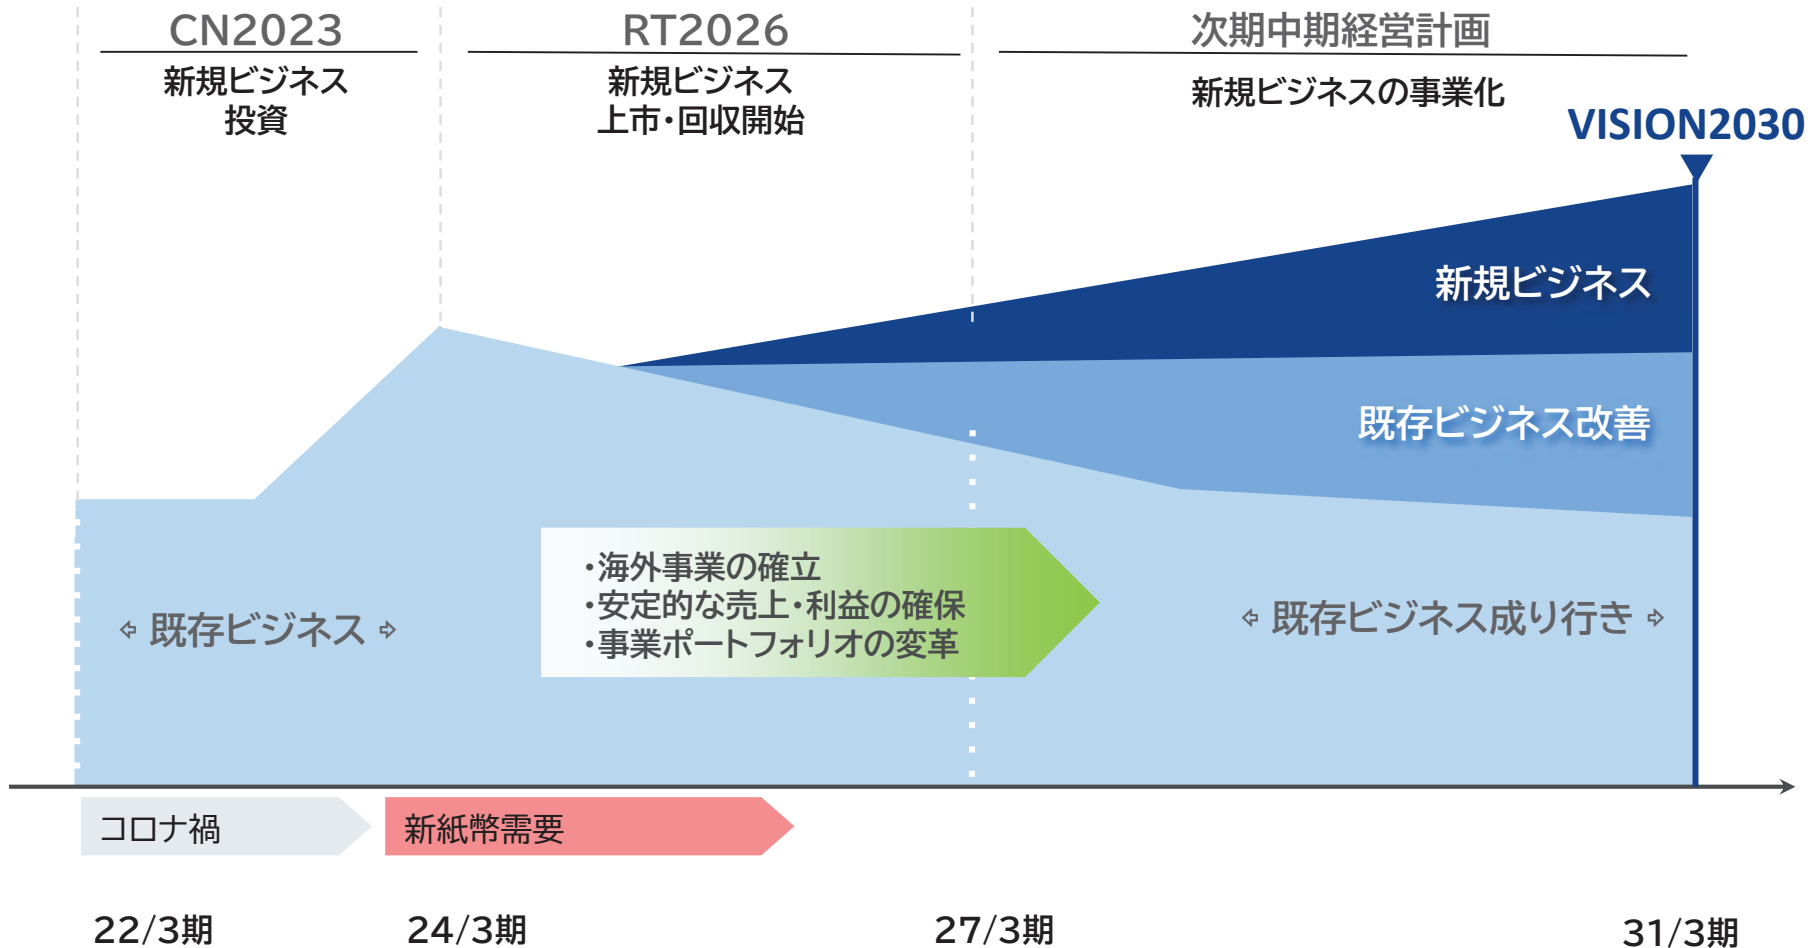 CN2023
新規ビジネス
投資
RT2026
新規ビジネス
上市・回収開始
次期中期経営計画
新規ビジネスの事業化
VISION2030
新規ビジネス
既存ビジネス改善
・海外事業の確立
・安定的な売上・利益の確保
・事業ポートフォリオの変革
既存ビジネス
既存ビジネス成り行き
コロナ禍
新紙幣需要
22/3期
24/3期
27/3期
31/3期